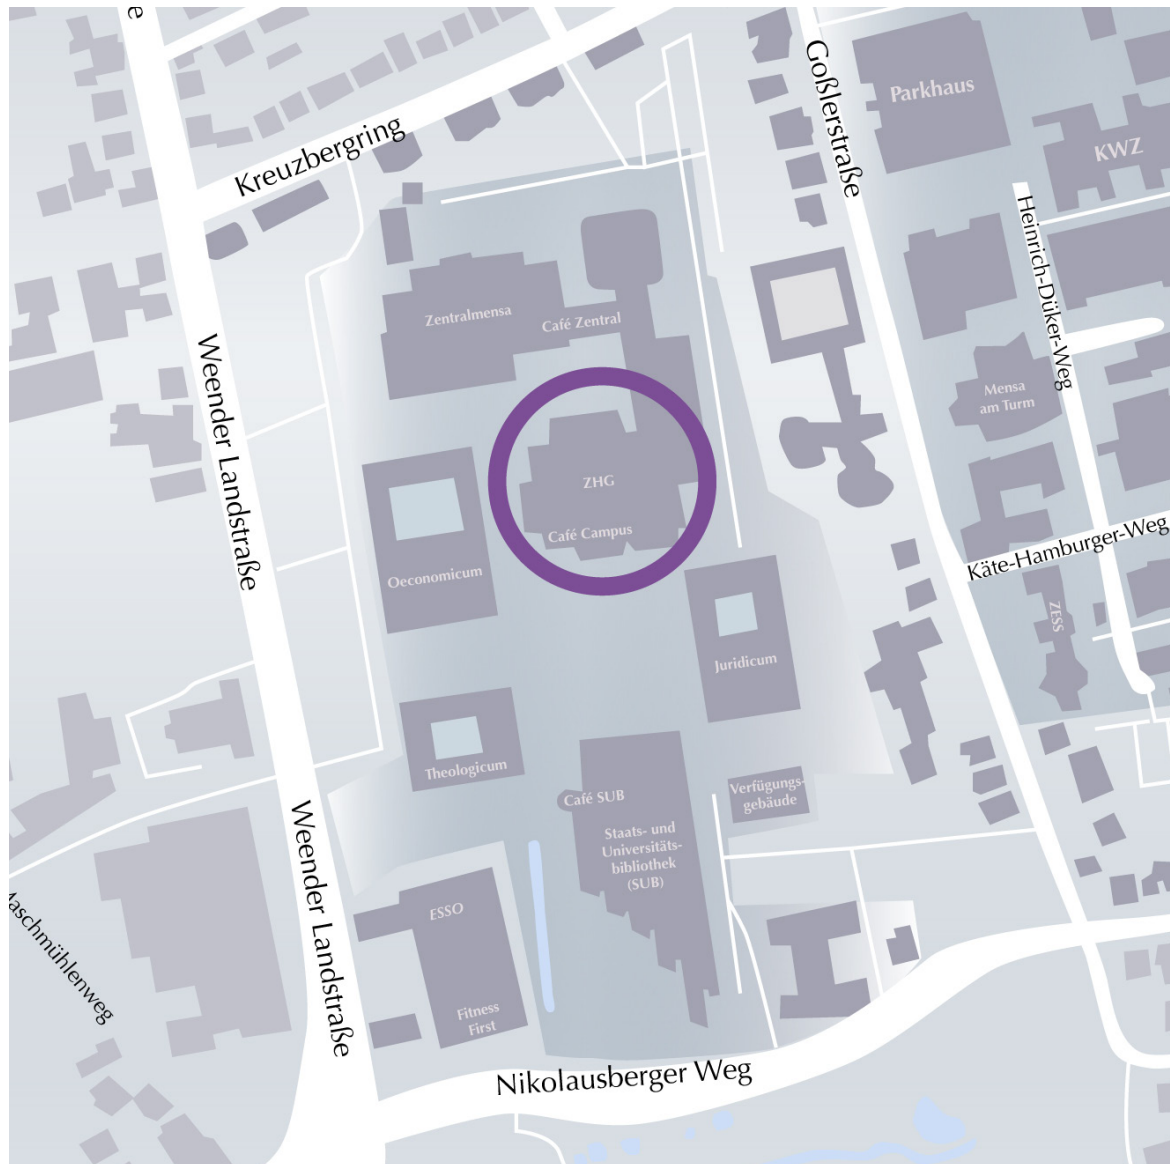 e
Kreuzbergring
Goßlerstraße
Parkhaus
KWZ
Heinrich-Düker-Weg
Zentralmensa
Café Zentral
Weender Landstraße
Mensa
am Turm
ZHG
Café Campus
Oeconomicum
Käte-Hamburger-Weg
ZESS
Juridicum
Theologicum
Verfügungs-
gebäude
Café SUB
Staats- und
Universitäts-
bibliothek
(SUB)
Weender Landstraße
Maschmühlenweg
ESSO
Fitness
First
Nikolausberger Weg